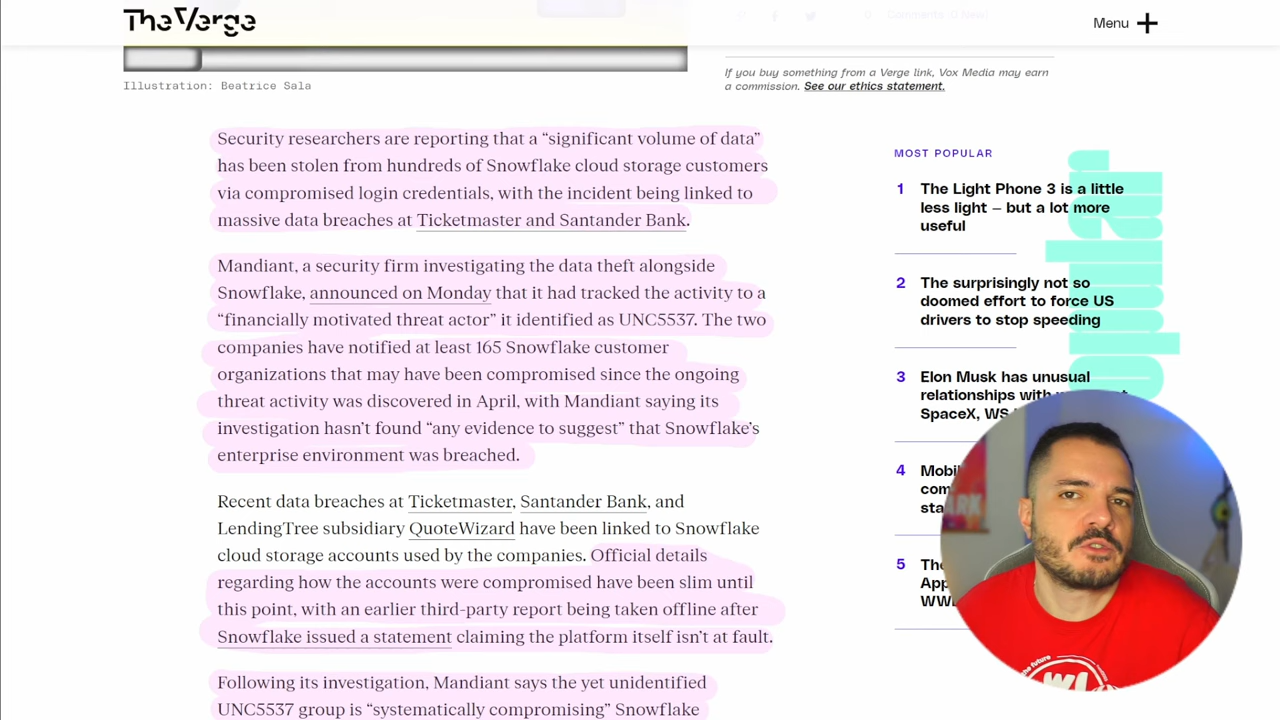 The Verge
Comments (0 New)
Menu
Illustration: Beatrice Sala
If you buy something from a Verge link, Vox Media may earn
a commission. See our ethics statement.
Security researchers are reporting that a “significant volume of data”
has been stolen from hundreds of Snowflake cloud storage customers
via compromised login credentials, with the incident being linked to
massive data breaches at Ticketmaster and Santander Bank.
Mandiant, a security firm investigating the data theft alongside
Snowflake, announced on Monday that it had tracked the activity to a
“financially motivated threat actor” it identified as UNC5537. The two
companies have notified at least 165 Snowflake customer
organizations that may have been compromised since the ongoing
threat activity was discovered in April, with Mandiant saying its
investigation hasn’t found “any evidence to suggest” that Snowflake’s
enterprise environment was breached.
Recent data breaches at Ticketmaster, Santander Bank, and
LendingTree subsidiary QuoteWizard have been linked to Snowflake
cloud storage accounts used by the companies. Official details
regarding how the accounts were compromised have been slim until
this point, with an earlier third-party report being taken offline after
Snowflake issued a statement claiming the platform itself isn’t at fault.
Following its investigation, Mandiant says the yet unidentified
UNC5537 group is “systematically compromising” Snowflake
MOST POPULAR
1 The Light Phone 3 is a little
less light – but a lot more
useful
2 The surprisingly not so
doomed effort to force US
drivers to stop speeding
3 Elon Musk has unusual
relationships with
SpaceX, WS
4
5